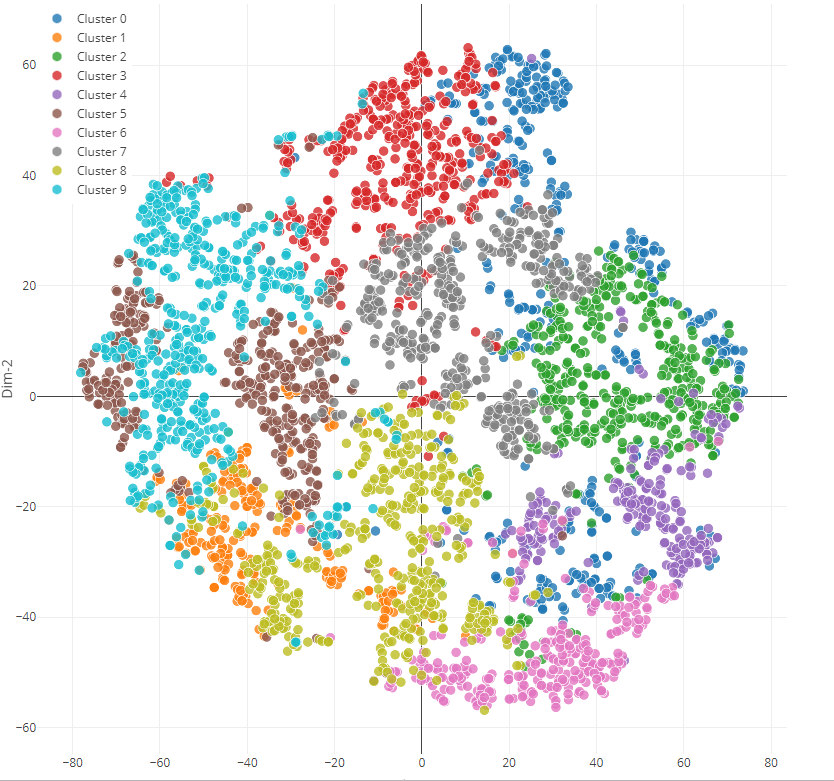 Cluster 0
Cluster 1
Cluster 2
Cluster 3
Cluster 4
Cluster 5
Cluster 6
Cluster 7
Cluster 8
Cluster 9
Dim-2
60
40
20
0
−20
−40
−60
−80 −60 −40 −20 0 20 40 60 80